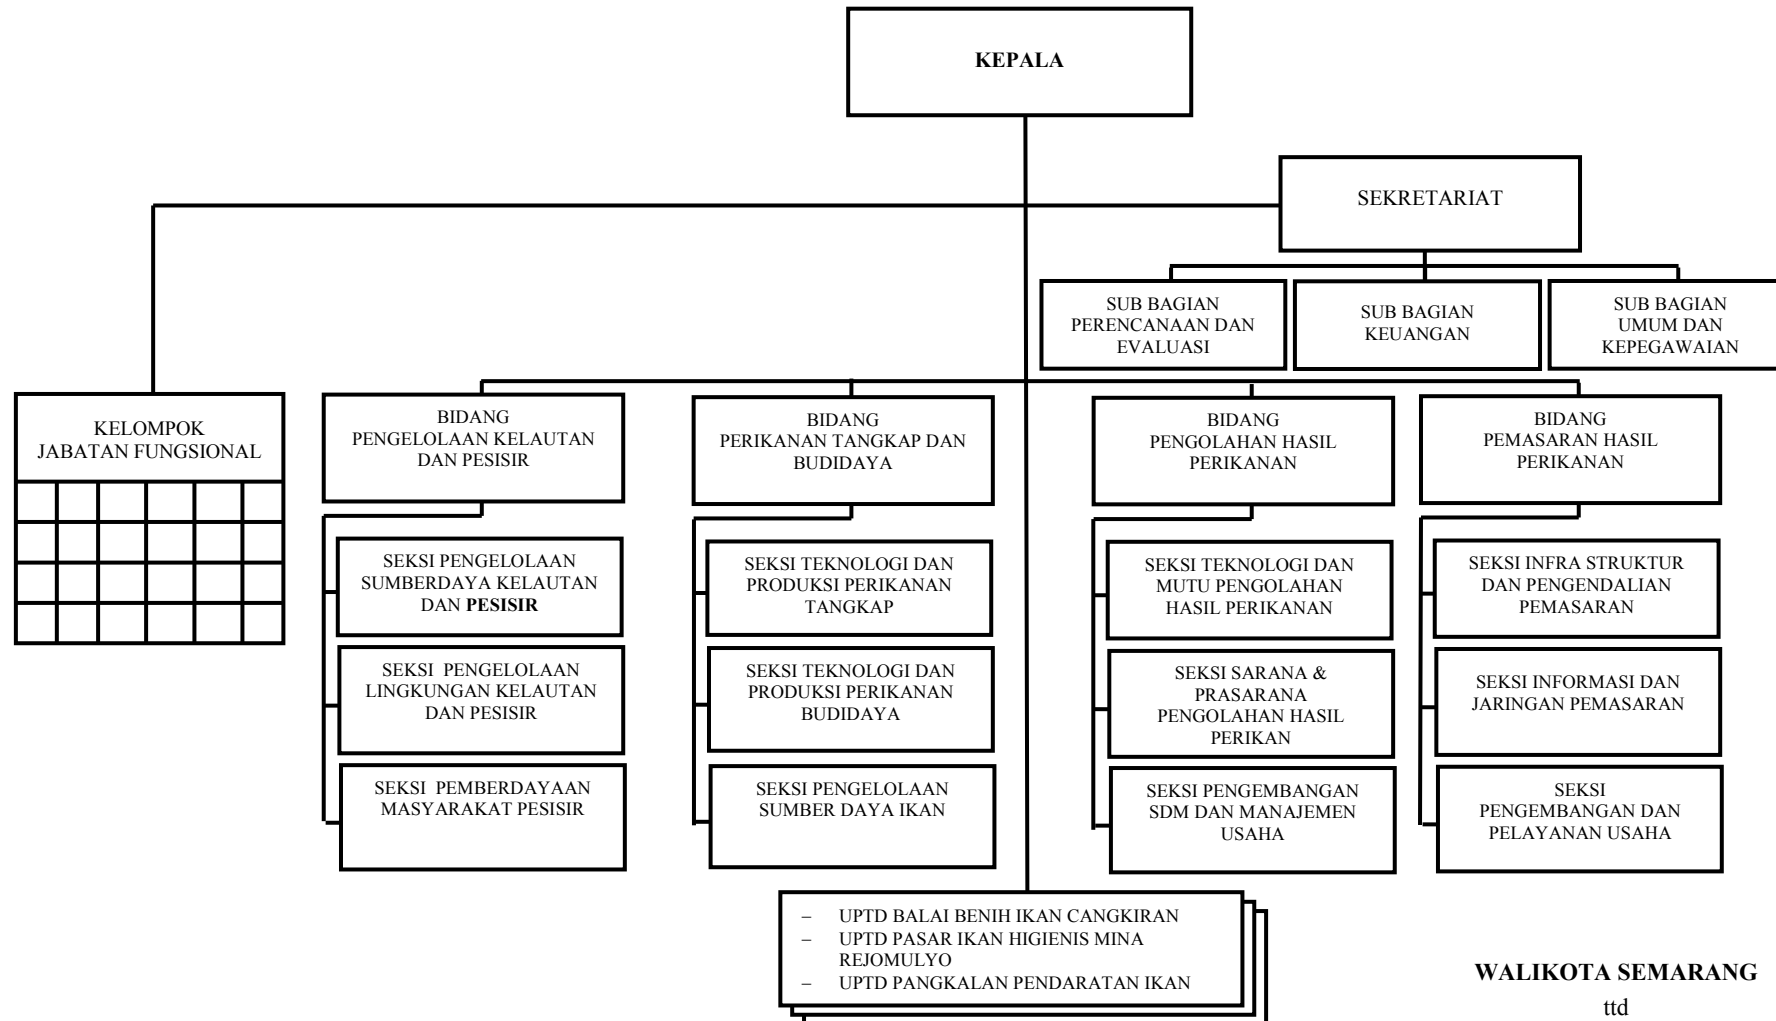 KEPALA
SEKRETARIAT
SUB BAGIAN
PERENCANAAN DAN
EVALUASI
SUB BAGIAN
KEUANGAN
SUB BAGIAN
UMUM DAN
KEPEGAWAIAN
KELOMPOK
JABATAN FUNGSIONAL
BIDANG
PENGELOLAAN KELAUTAN
DAN PESISIR
SEKSI PENGELOLAAN
SUMBERDAYA KELAUTAN
DAN PESISIR
SEKSI  PENGELOLAAN
LINGKUNGAN KELAUTAN
DAN PESISIR
SEKSI  PEMBERDAYAAN
MASYARAKAT PESISIR
BIDANG
PERIKANAN TANGKAP DAN
BUDIDAYA
SEKSI TEKNOLOGI DAN
PRODUKSI PERIKANAN
TANGKAP
SEKSI TEKNOLOGI DAN
PRODUKSI PERIKANAN
BUDIDAYA
SEKSI PENGELOLAAN
SUMBER DAYA IKAN
BIDANG
PENGOLAHAN HASIL
PERIKANAN
SEKSI TEKNOLOGI DAN
MUTU PENGOLAHAN
HASIL PERIKANAN
SEKSI SARANA &
PRASARANA
PENGOLAHAN HASIL
PERIKAN
SEKSI PENGEMBANGAN
SDM DAN MANAJEMEN
USAHA
BIDANG
PEMASARAN HASIL
PERIKANAN
SEKSI INFRA STRUKTUR
DAN PENGENDALIAN
PEMASARAN
SEKSI INFORMASI DAN
JARINGAN PEMASARAN
SEKSI
PENGEMBANGAN DAN
PELAYANAN USAHA
– UPTD BALAI BENIH IKAN CANGKIRAN
– UPTD PASAR IKAN HIGIENIS MINA
REJOMULYO
– UPTD PANGKALAN PENDARATAN IKAN
WALIKOTA SEMARANG
ttd